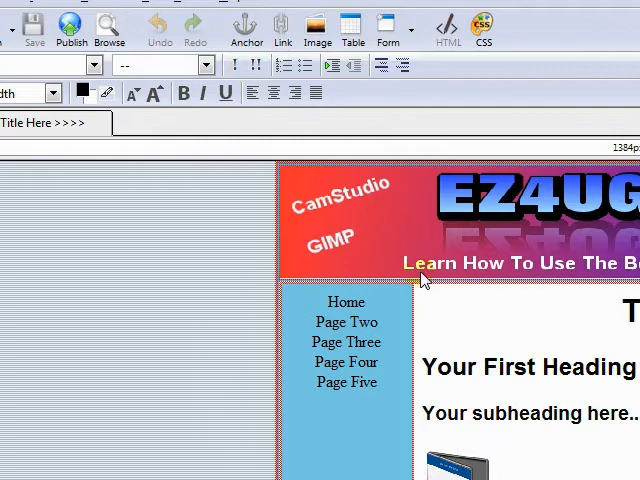 Save Publish Browse Undo Redo Anchor Link Image Table Form HTML CSS
--
dth
B I U
Title Here >>>>
1384p
CamStudio
EZ4UG
GIMP
Learn How To Use The B
Home
Page Two
Page Three
Page Four
Page Five
T
Your First Heading
Your subheading here..